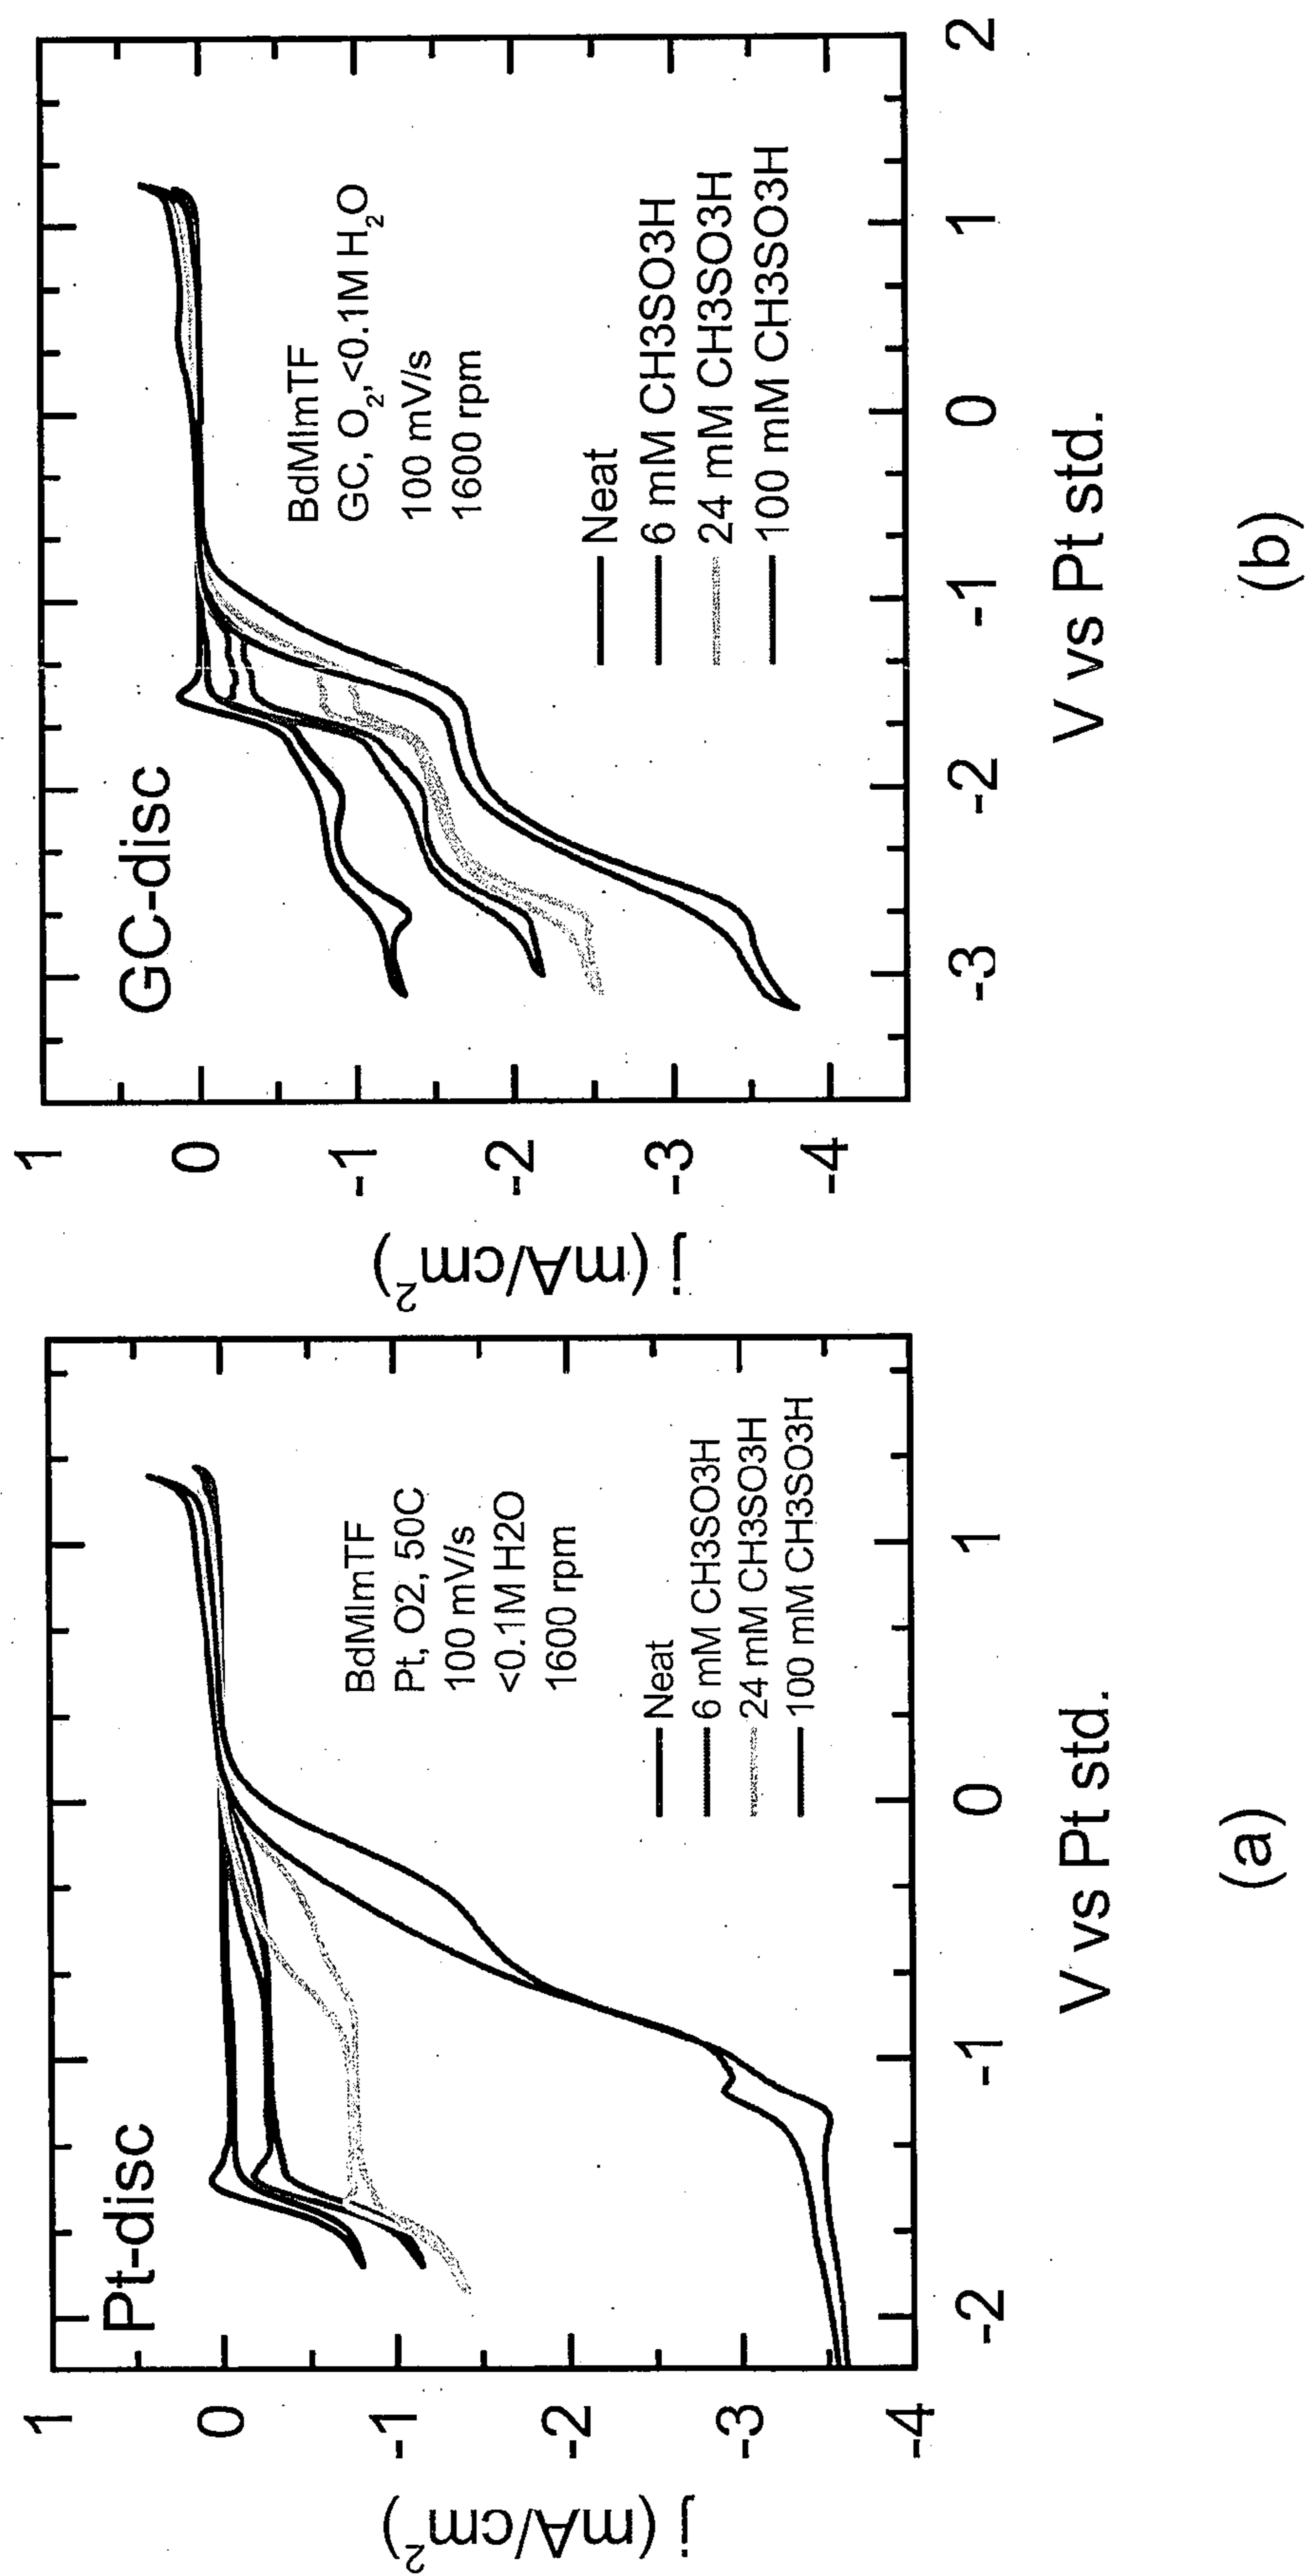 Pt-disc
BdMImTF
Pt, O2, 50C
100 mV/s
<0.1M H2O
1600 rpm
Neat
6 mM CH3SO3H
24 mM CH3SO3H
100 mM CH3SO3H
1
0
-1
-2
-3
-4
j (mA/cm²)
-2
-1
0
1
V vs Pt std.
(a)
GC-disc
BdMImTF
GC, O₂, <0.1M H₂O
100 mV/s
1600 rpm
Neat
6 mM CH3SO3H
24 mM CH3SO3H
100 mM CH3SO3H
1
0
-1
-2
-3
-4
j (mA/cm²)
-3
-2
-1
0
1
2
V vs Pt std.
(b)